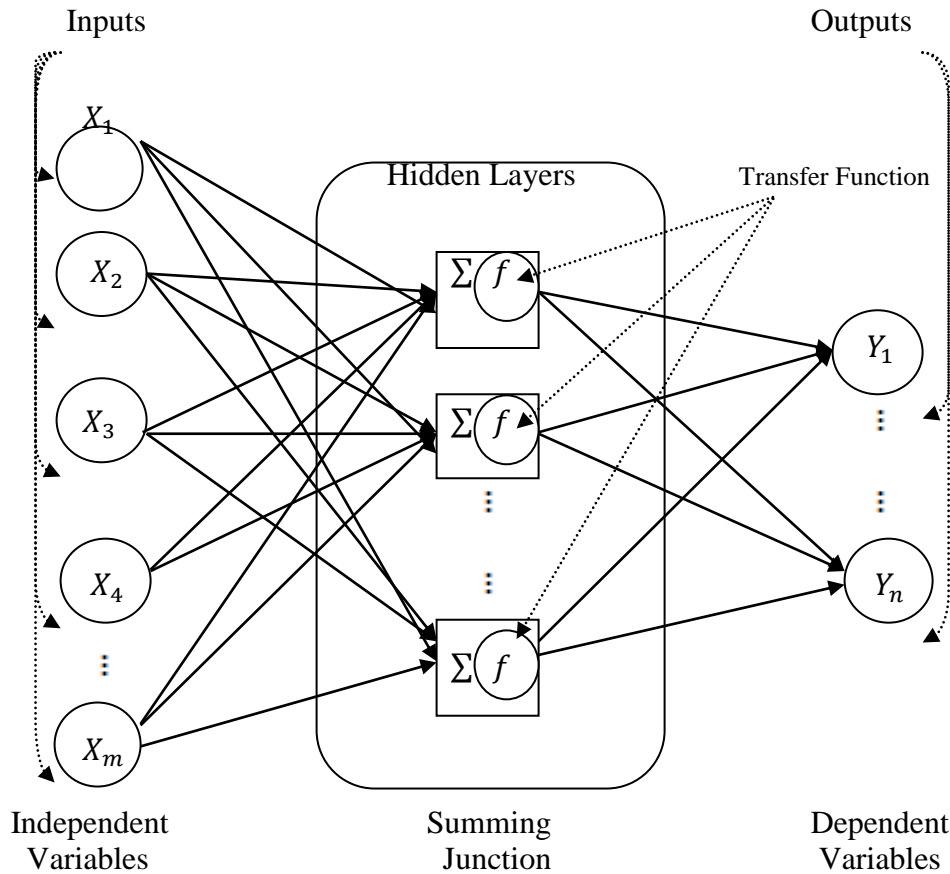 Inputs
Outputs
X₁
Hidden Layers
Transfer Function
X₂
∑ f
Y₁
X₃
∑ f
⋮
⋮
⋮
X₄
⋮
Yₙ
⋮
∑ f
Xₘ
Independent
Variables
Summing
Junction
Dependent
Variables